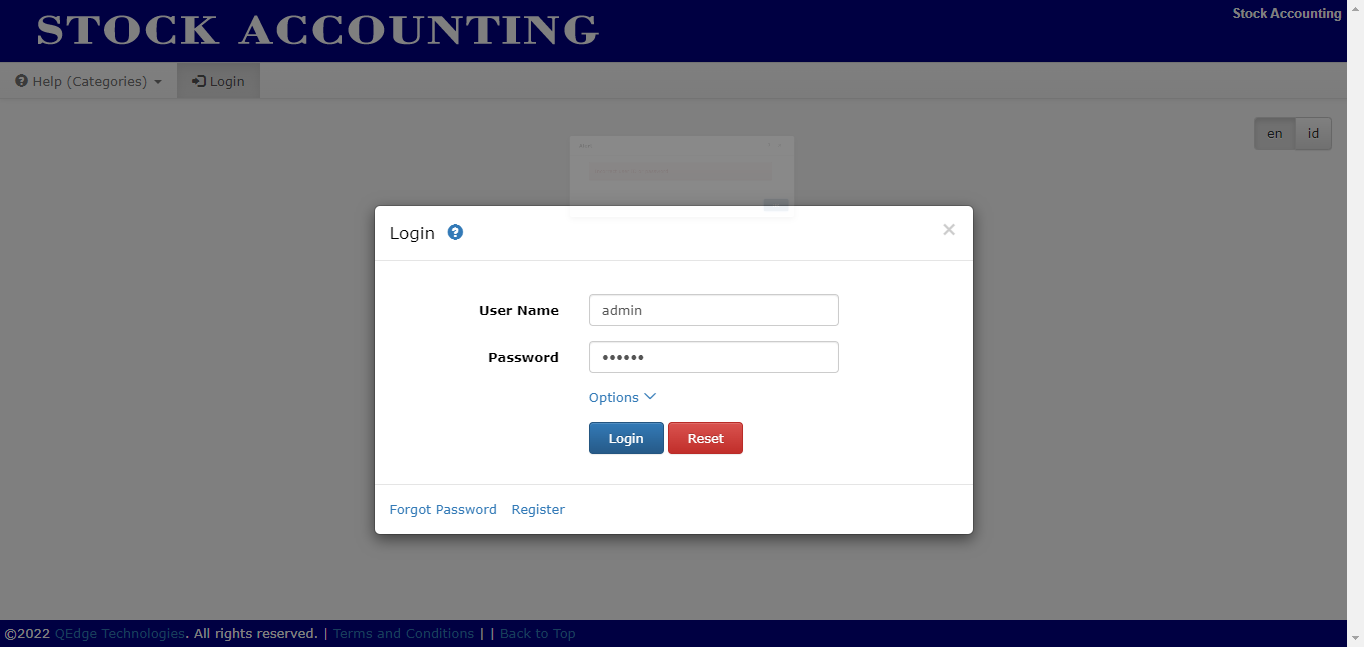 STOCK ACCOUNTING
Stock Accounting
Help (Categories)
Login
en
id
Login
User Name
admin
Password
••••••
Options
Login
Reset
Forgot Password
Register
©2022 QEdge Technologies. All rights reserved. | Terms and Conditions | | Back to Top